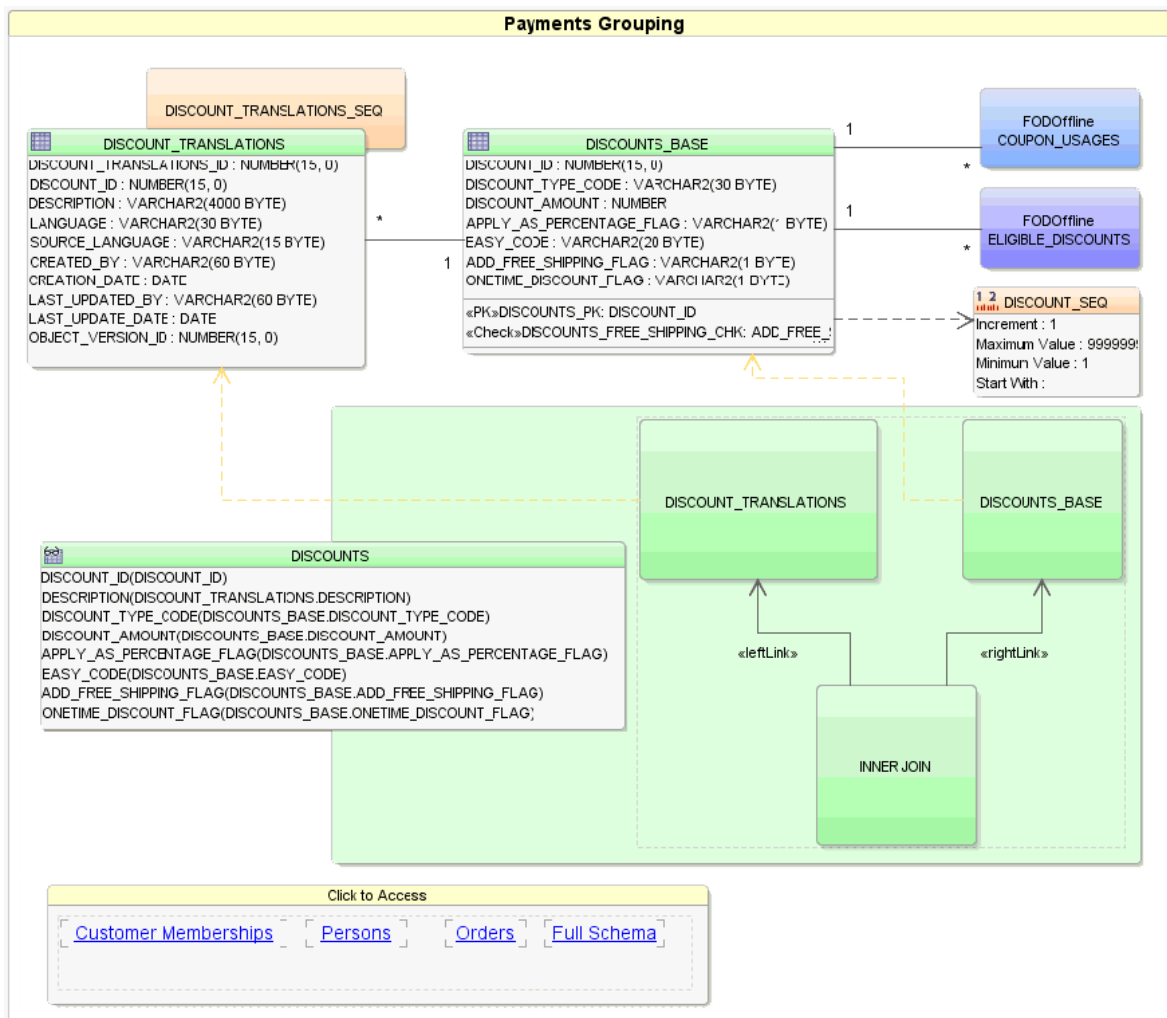 Payments Grouping
DISCOUNT_TRANSLATIONS_SEQ
DISCOUNT_TRANSLATIONS
DISCOUNT_TRANSLATIONS_ID : NUMBER(15, 0)
DISCOUNT_ID : NUMBER(15, 0)
DESCRIPTION : VARCHAR2(4000 BYTE)
LANGUAGE : VARCHAR2(30 BYTE)
SOURCE_LANGUAGE : VARCHAR2(15 BYTE)
CREATED_BY : VARCHAR2(60 BYTE)
CREATION_DATE : DATE
LAST_UPDATED_BY : VARCHAR2(60 BYTE)
LAST_UPDATE_DATE : DATE
OBJECT_VERSION_ID : NUMBER(15, 0)
*
1
DISCOUNTS_BASE
DISCOUNT_ID : NUMBER(15, 0)
DISCOUNT_TYPE_CODE : VARCHAR2(30 BYTE)
DISCOUNT_AMOUNT : NUMBER
APPLY_AS_PERCENTAGE_FLAG : VARCHAR2(1 BYTE)
EASY_CODE : VARCHAR2(20 BYTE)
ADD_FREE_SHIPPING_FLAG : VARCHAR2(1 BYTE)
ONETIME_DISCOUNT_FLAG : VARCHAR2(1 BYTE)
«PK»DISCOUNTS_PK: DISCOUNT_ID
«Check»DISCOUNTS_FREE_SHIPPING_CHK: ADD_FREE_
...
1
*
FODOffline
COUPON_USAGES
1
*
FODOffline
ELIGIBLE_DISCOUNTS
1 2
DISCOUNT_SEQ
Increment : 1
Maximum Value : 9999999
Minimum Value : 1
Start With :
DISCOUNT_TRANSLATIONS
DISCOUNTS_BASE
«leftLink»
«rightLink»
INNER JOIN
DISCOUNTS
DISCOUNT_ID(DISCOUNT_ID)
DESCRIPTION(DISCOUNT_TRANSLATIONS.DESCRIPTION)
DISCOUNT_TYPE_CODE(DISCOUNTS_BASE.DISCOUNT_TYPE_CODE)
DISCOUNT_AMOUNT(DISCOUNTS_BASE.DISCOUNT_AMOUNT)
APPLY_AS_PERCENTAGE_FLAG(DISCOUNTS_BASE.APPLY_AS_PERCENTAGE_FLAG)
EASY_CODE(DISCOUNTS_BASE.EASY_CODE)
ADD_FREE_SHIPPING_FLAG(DISCOUNTS_BASE.ADD_FREE_SHIPPING_FLAG)
ONETIME_DISCOUNT_FLAG(DISCOUNTS_BASE.ONETIME_DISCOUNT_FLAG)
Click to Access
Customer Memberships Persons Orders Full Schema